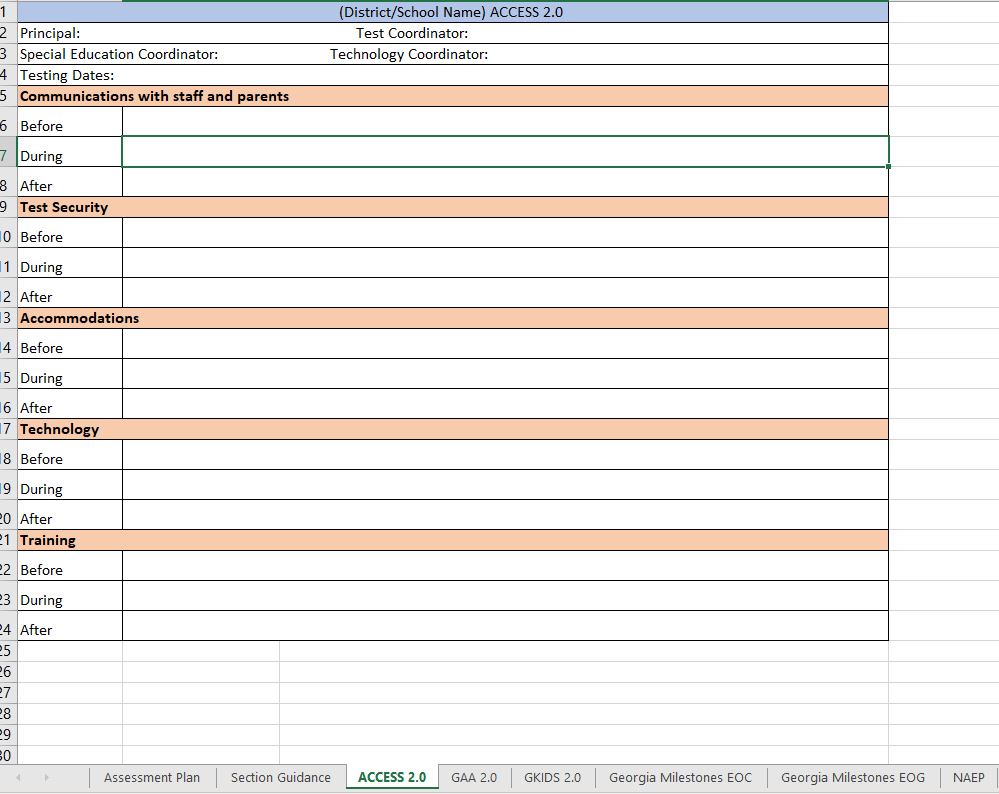 1 (District/School Name) ACCESS 2.0
2 Principal: Test Coordinator:
3 Special Education Coordinator: Technology Coordinator:
4 Testing Dates:
5 Communications with staff and parents
6 Before
7 During
8 After
9 Test Security
10 Before
11 During
12 After
13 Accommodations
14 Before
15 During
16 After
17 Technology
18 Before
19 During
20 After
21 Training
22 Before
23 During
24 After
25
26
27
28
29
30
Assessment Plan Section Guidance ACCESS 2.0 GAA 2.0 GKIDS 2.0 Georgia Milestones EOC Georgia Milestones EOG NAEP